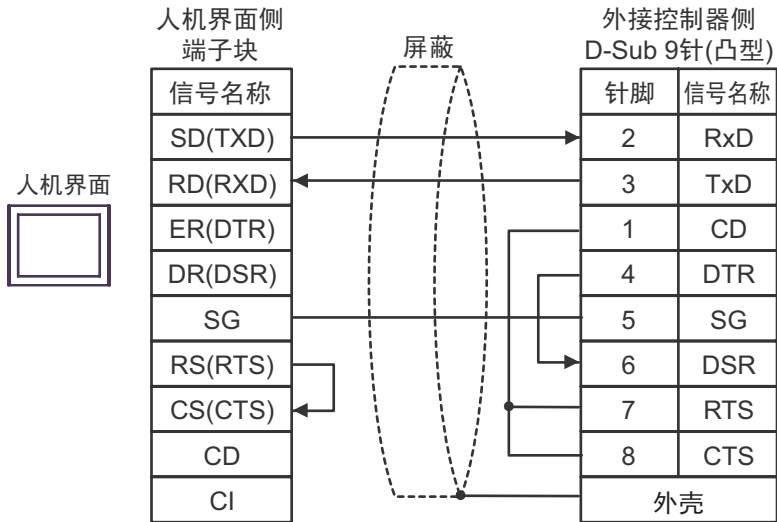 人机界面侧
端子块
屏蔽
外接控制器侧
D-Sub 9针(凸型)
信号名称
针脚 信号名称
SD(TXD) 2 RxD
人机界面
RD(RXD) 3 TxD
ER(DTR) 1 CD
DR(DSR) 4 DTR
SG 5 SG
RS(RTS) 6 DSR
CS(CTS) 7 RTS
CD 8 CTS
CI 外壳